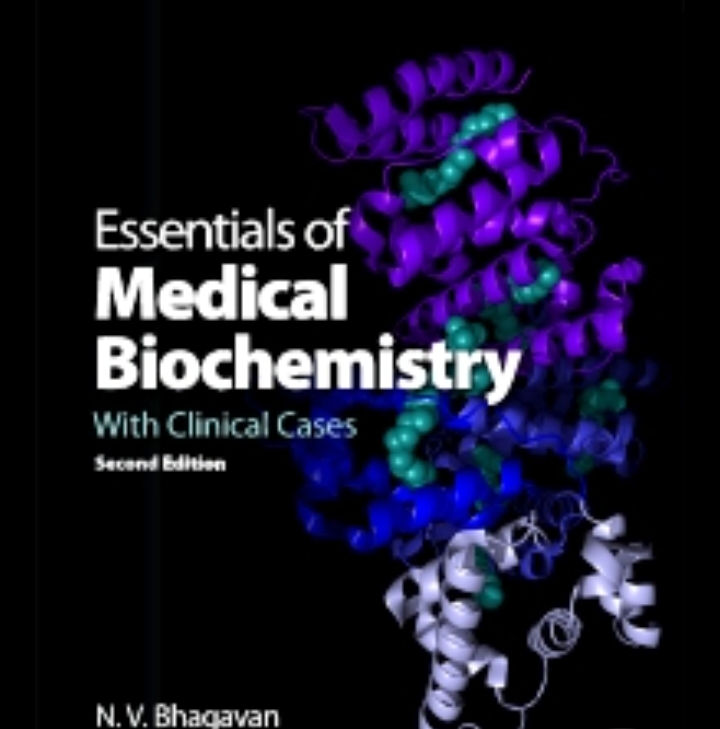 Essentials of
Medical
Biochemistry
With Clinical Cases
Second Edition
N. V. Bhagavan